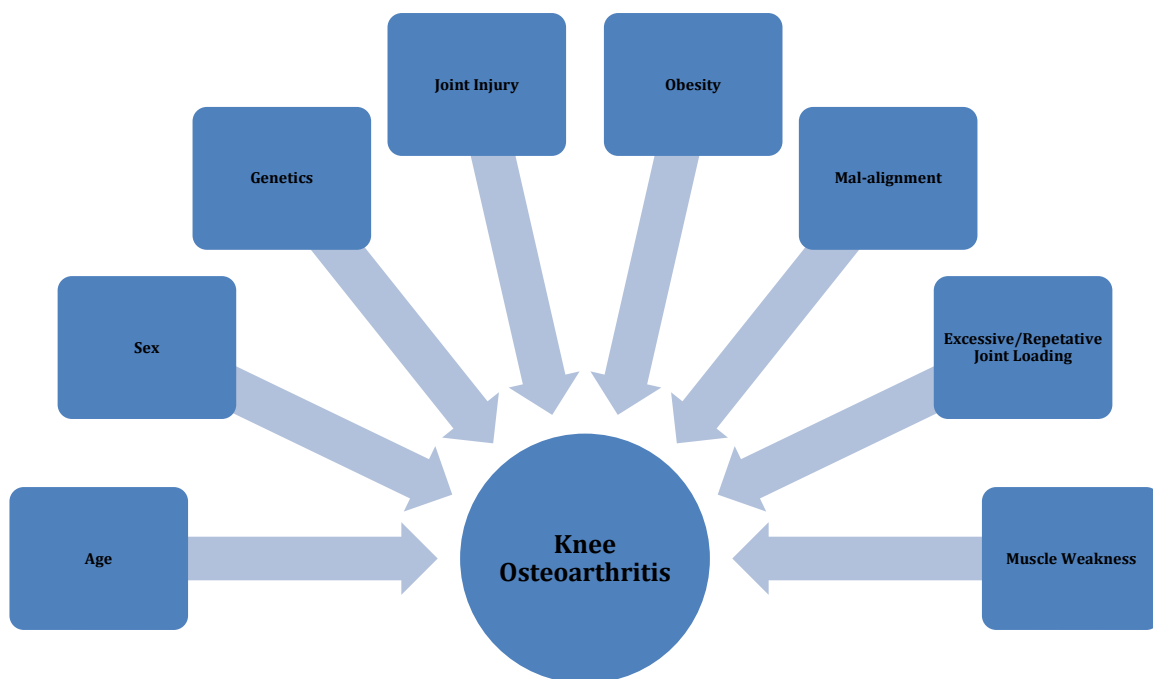 Joint Injury
Obesity
Genetics
Mal-alignment
Sex
Excessive/Repetative
Joint Loading
Age
Knee
Osteoarthritis
Muscle Weakness